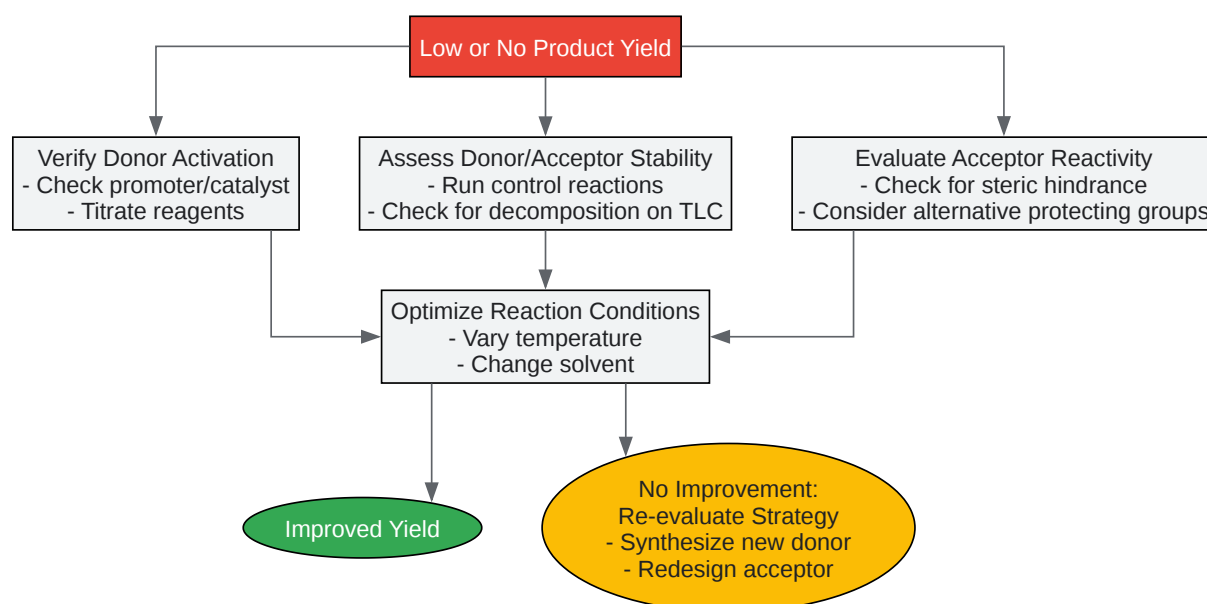 Low or No Product Yield
Verify Donor Activation
- Check promoter/catalyst
- Titrate reagents
Assess Donor/Acceptor Stability
- Run control reactions
- Check for decomposition on TLC
Evaluate Acceptor Reactivity
- Check for steric hindrance
- Consider alternative protecting groups
Optimize Reaction Conditions
- Vary temperature
- Change solvent
Improved Yield
No Improvement:
Re-evaluate Strategy
- Synthesize new donor
- Redesign acceptor